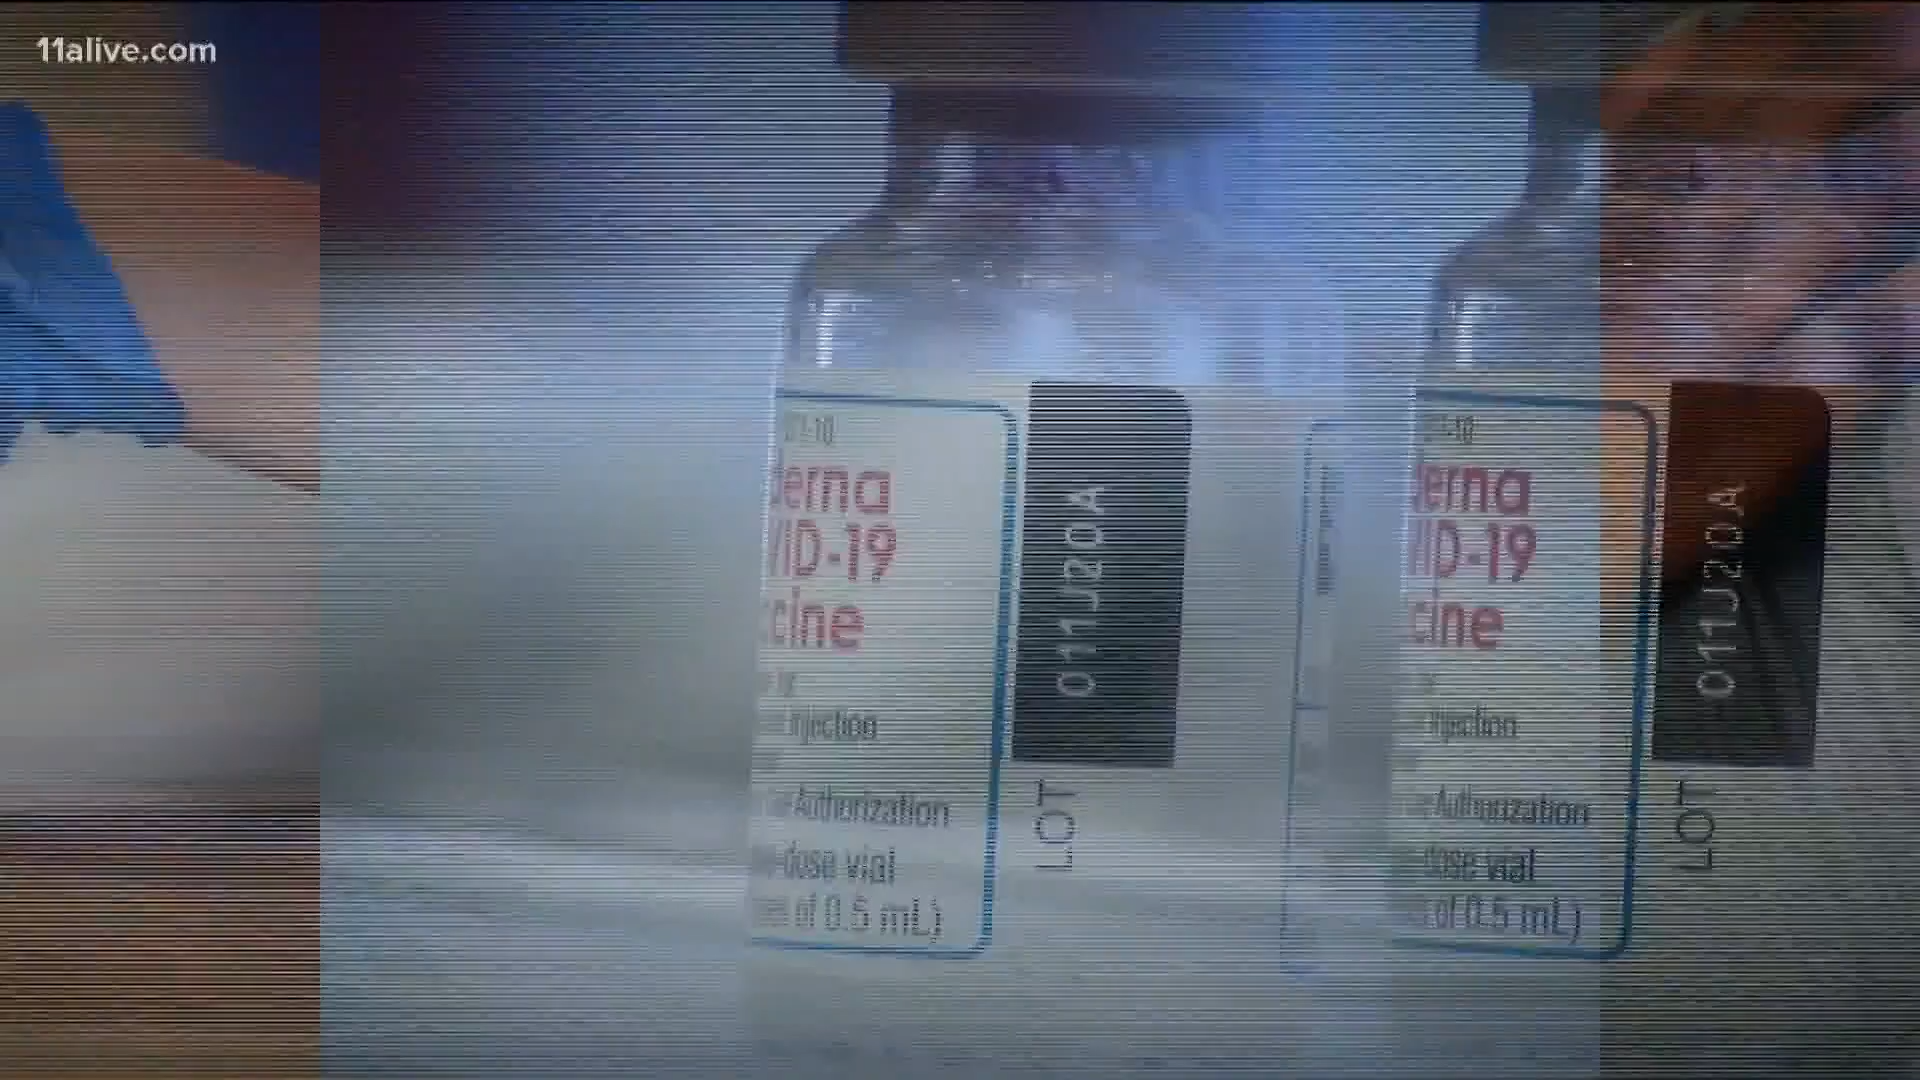 11alive.com
erna
VID-19
cine
Injection
Authorization
dose vial
of 0.5 mL)
011J20A
LOT
erna
ID-19
cine
Injection
Authorization
dose vial
of 0.5 mL)
011J20A
LOT